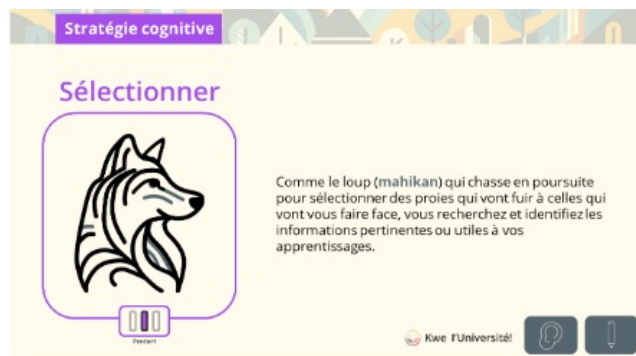 Stratégie cognitive
Sélectionner
Comme le loup (mahikan) qui chasse en poursuite
pour sélectionner des proies qui vont fuir à celles qui
vont vous faire face, vous recherchez et identifiez les
informations pertinentes ou utiles à vos
apprentissages.
Pendant
Kwe l'Université!